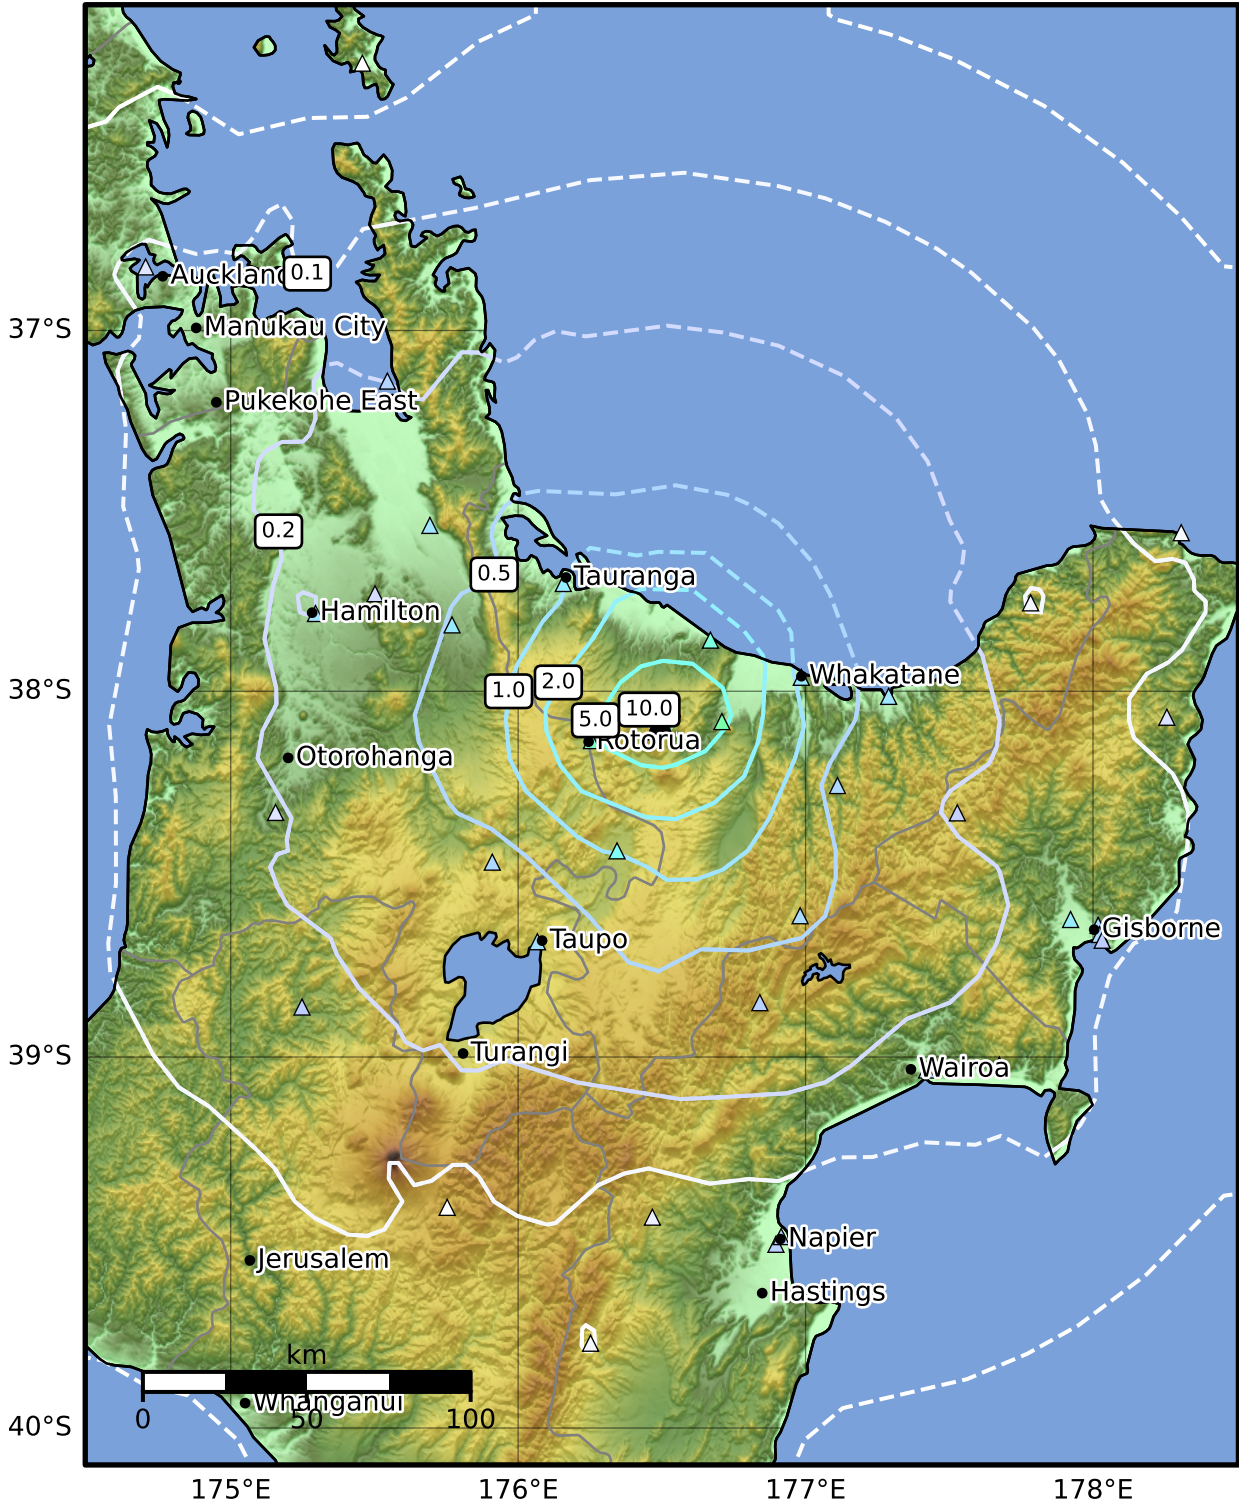 Auckland
0.1
Manukau City
37°S
Pukekohe East
0.2
0.5
Tauranga
Hamilton
Whakatane
1.0
2.0
38°S
5.0
10.0
Rotorua
Otorohanga
Gisborne
Taupo
Turangi
39°S
Wairoa
Napier
Jerusalem
Hastings
km
Whanganui
0
50
100
40°S
175°E
176°E
177°E
178°E